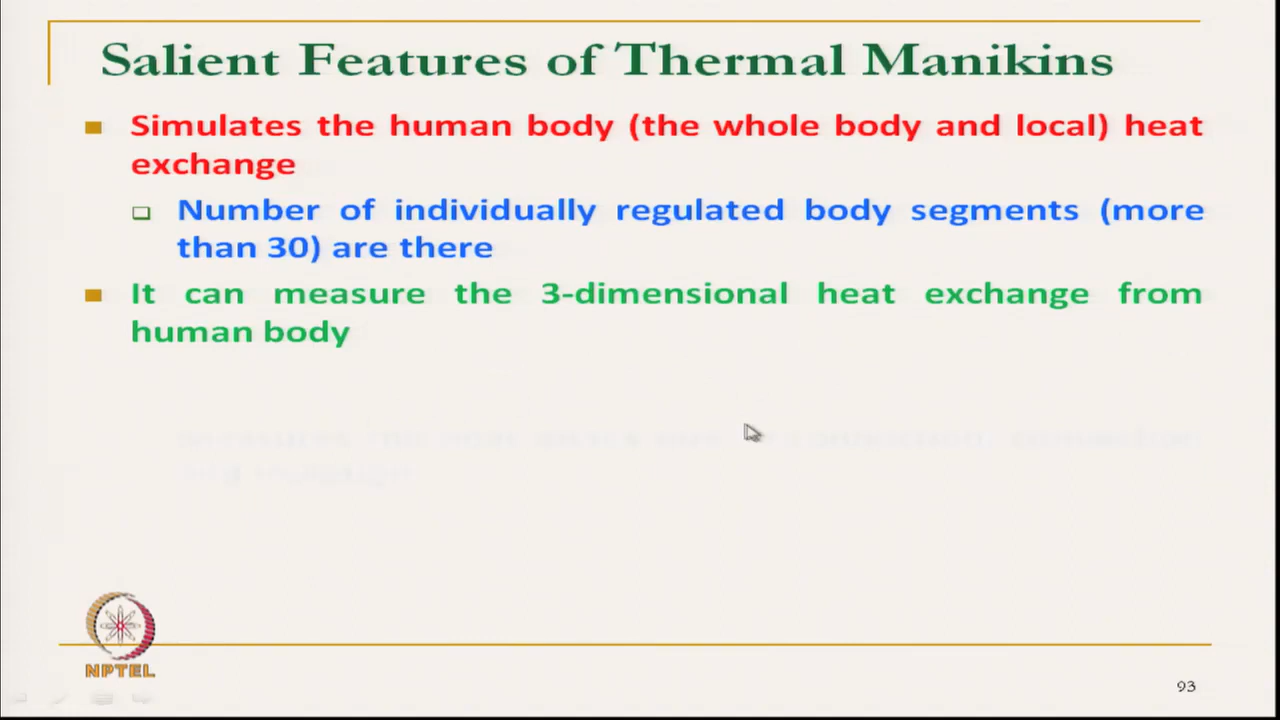 Salient Features of Thermal Manikins
Simulates the human body (the whole body and local) heat
exchange
Number of individually regulated body segments (more
than 30) are there
It can measure the 3-dimensional heat exchange from
human body
NPTEL
93